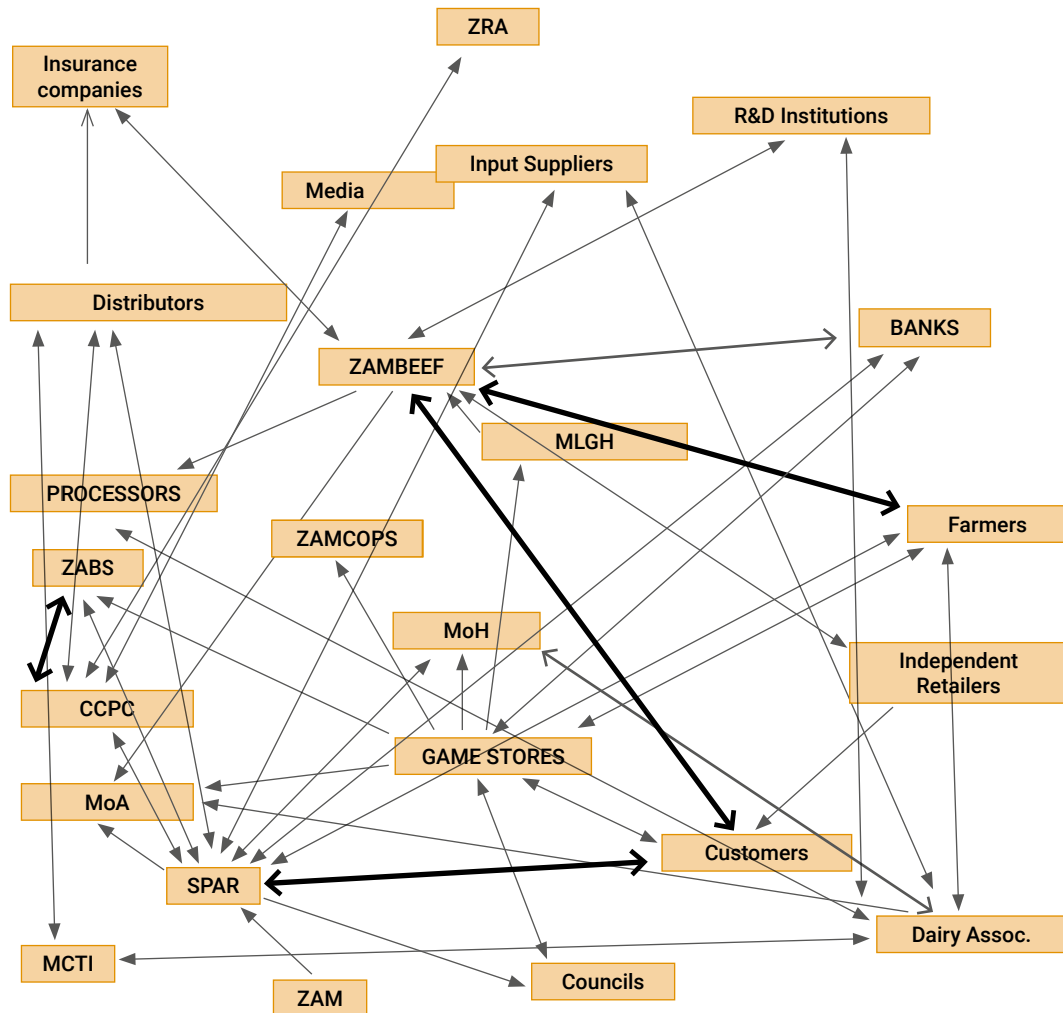 ZRA
Insurance
companies
R&D Institutions
Input Suppliers
Media
Distributors
BANKS
ZAMBEEF
MLGH
PROCESSORS
Farmers
ZAMCOPS
ZABS
MoH
Independent
Retailers
CCPC
GAME STORES
MoA
Customers
SPAR
Dairy Assoc.
MCTI
Councils
ZAM